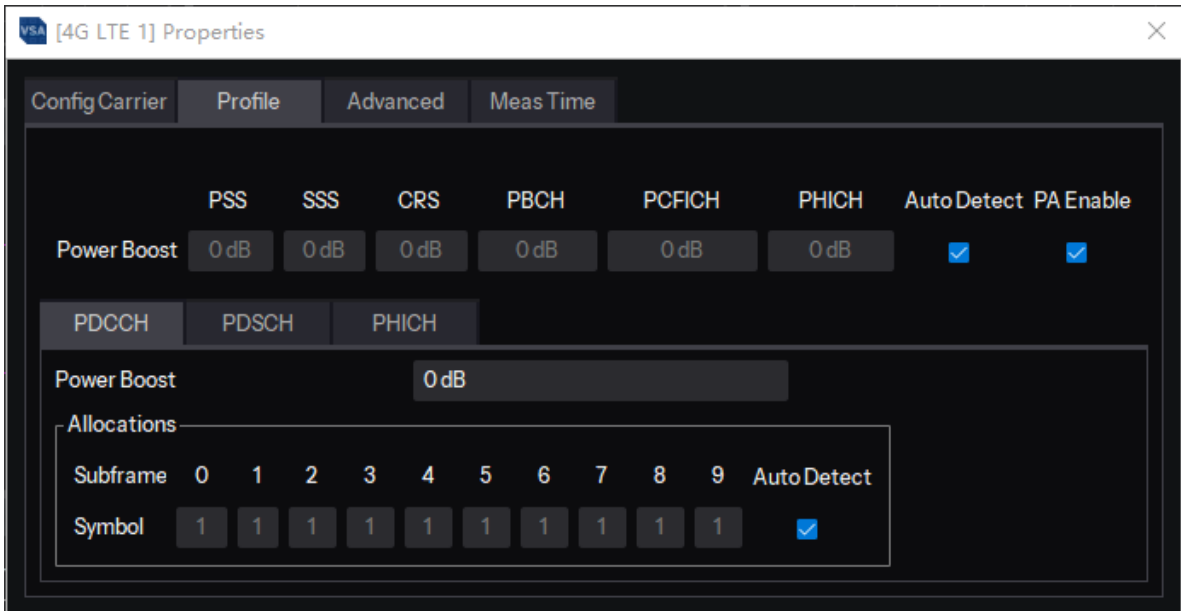 VSA [4G LTE 1] Properties
Config Carrier Profile Advanced Meas Time
PSS SSS CRS PBCH PCFICH PHICH Auto Detect PA Enable
Power Boost 0 dB 0 dB 0 dB 0 dB 0 dB 0 dB
PDCCH PDSCH PHICH
Power Boost 0 dB
Allocations
Subframe 0 1 2 3 4 5 6 7 8 9 Auto Detect
Symbol 1 1 1 1 1 1 1 1 1 1